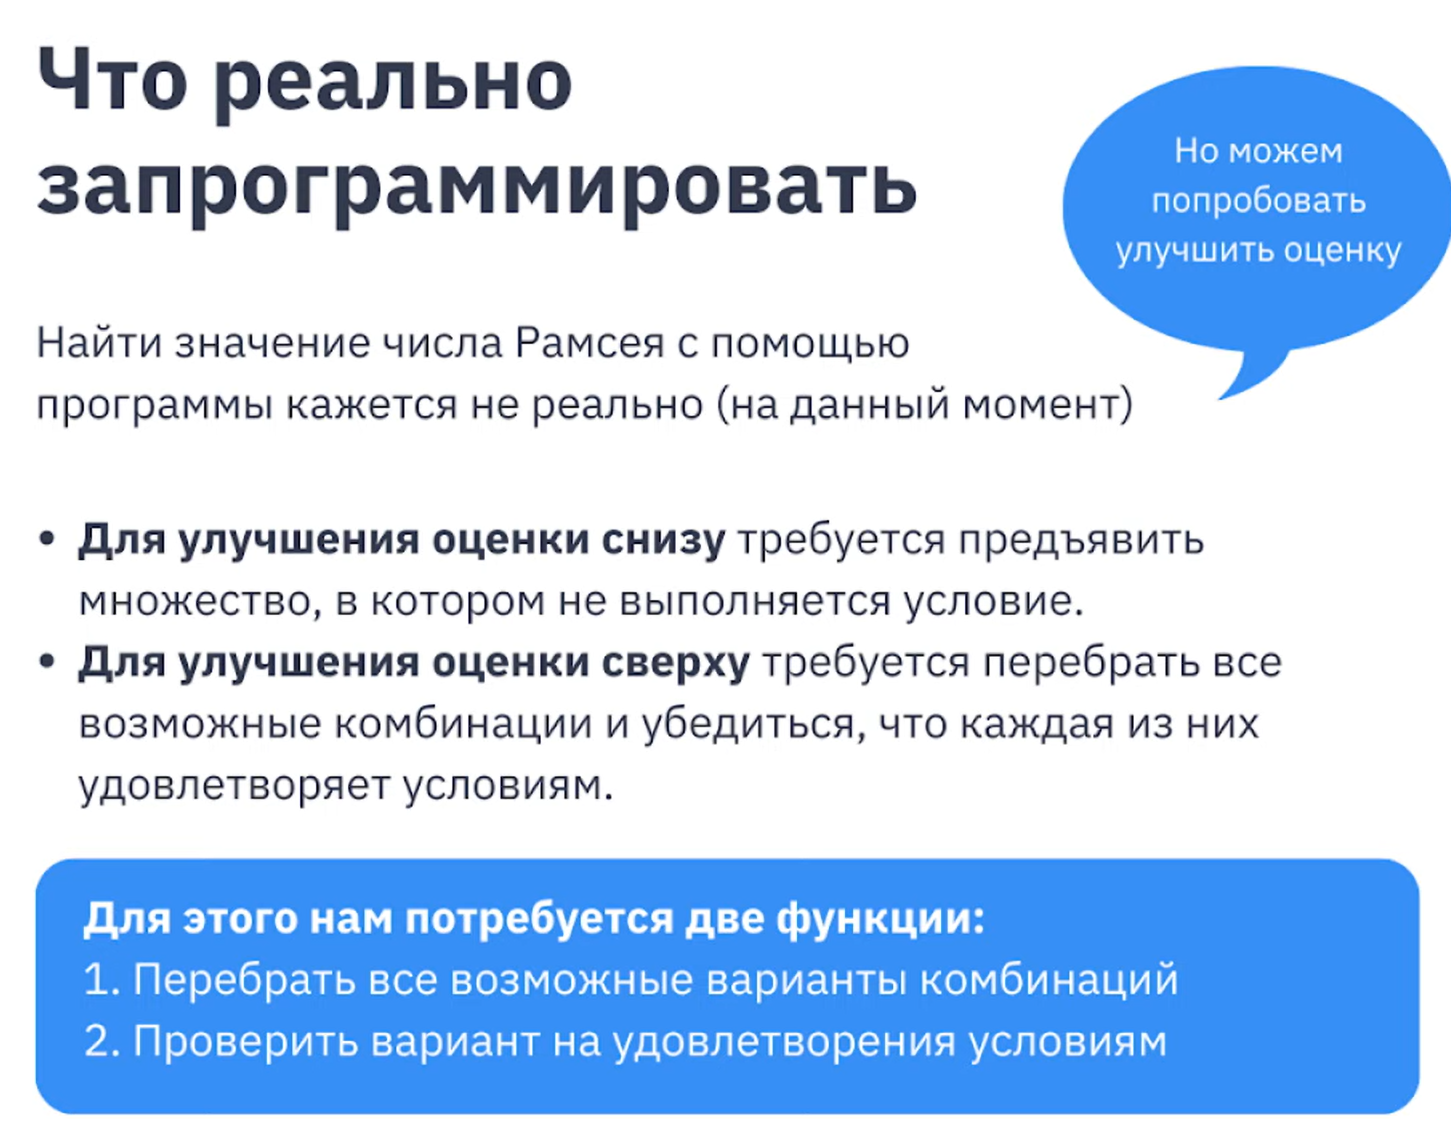 Что реально
запрограммировать
Но можем
попробовать
улучшить оценку
Найти значение числа Рамсея с помощью
программы кажется не реально (на данный момент)
• Для улучшения оценки снизу требуется предъявить
множество, в котором не выполняется условие.
• Для улучшения оценки сверху требуется перебрать все
возможные комбинации и убедиться, что каждая из них
удовлетворяет условиям.
Для этого нам потребуется две функции:
1. Перебрать все возможные варианты комбинаций
2. Проверить вариант на удовлетворения условиям